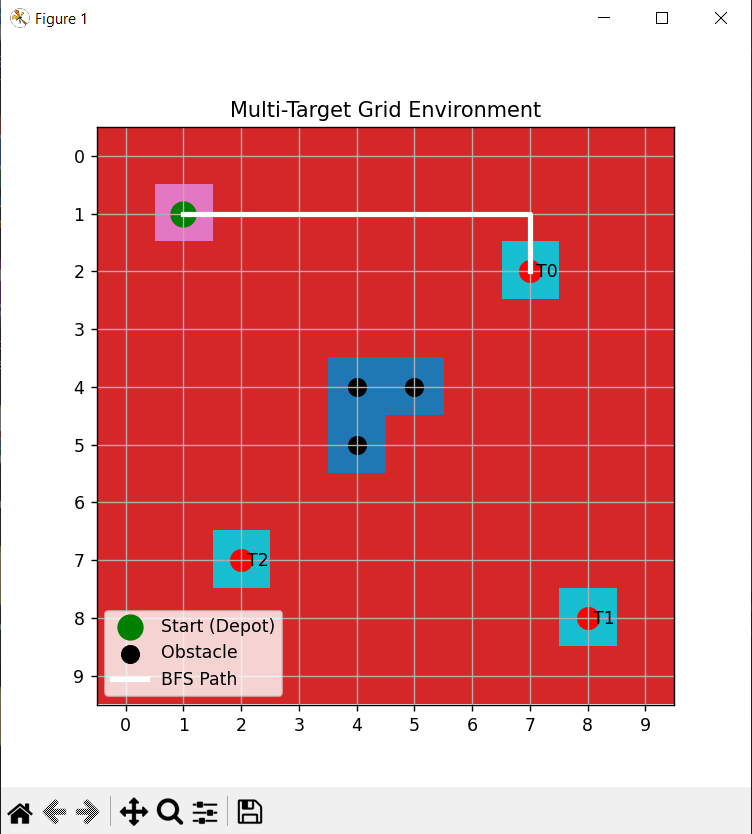 Figure 1
Multi-Target Grid Environment
0
1
2
T0
3
4
5
6
7
T2
8
T1
9
Start (Depot)
Obstacle
BFS Path
0 1 2 3 4 5 6 7 8 9